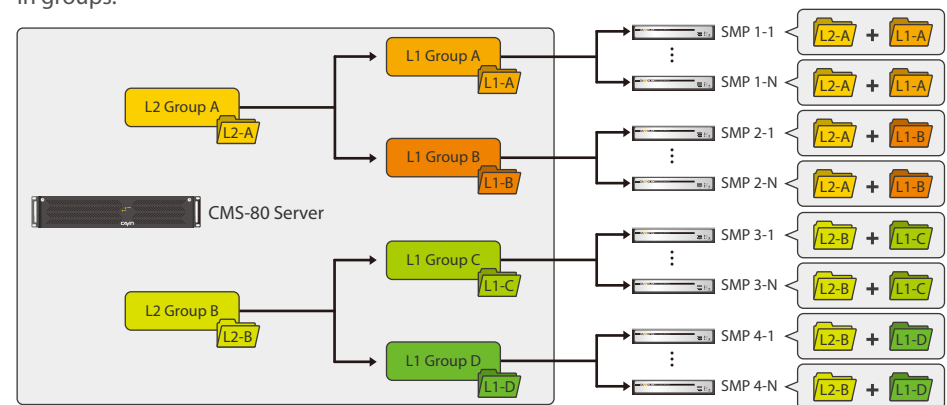 in groups.
L2 Group A
L2-A
L1 Group A
L1-A
L1 Group B
L1-B
cayin
CMS-80 Server
L2 Group B
L2-B
L1 Group C
L1-C
L1 Group D
L1-D
SMP 1-1
L2-A + L1-A
SMP 1-N
L2-A + L1-A
SMP 2-1
L2-A + L1-B
SMP 2-N
L2-A + L1-B
SMP 3-1
L2-B + L1-C
SMP 3-N
L2-B + L1-C
SMP 4-1
L2-B + L1-D
SMP 4-N
L2-B + L1-D